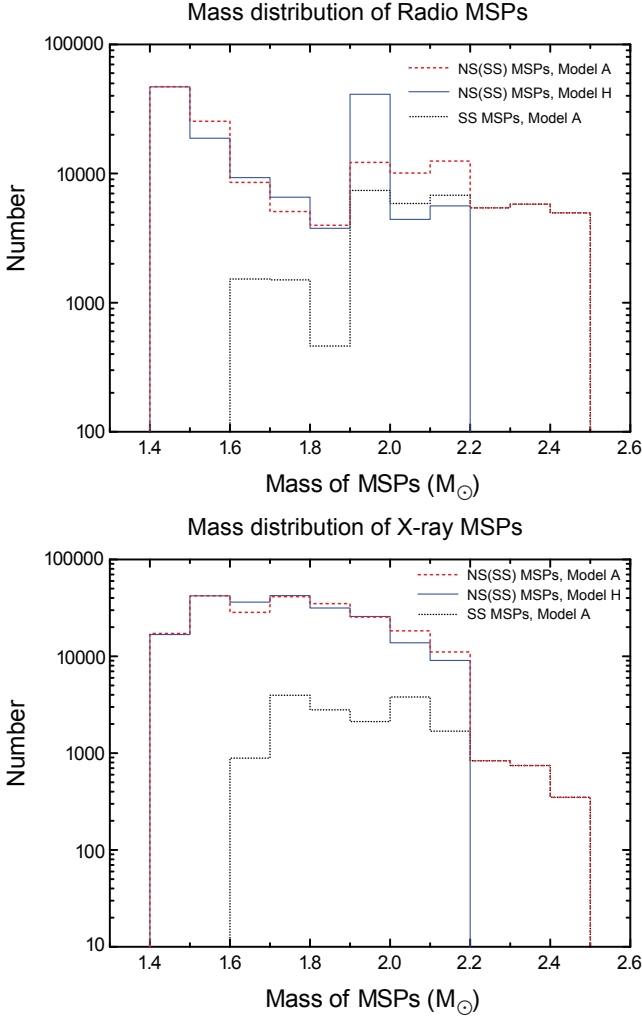 Mass distribution of Radio MSPs
100000
10000
1000
100
Number
NS(SS) MSPs, Model A
NS(SS) MSPs, Model H
SS MSPs, Model A
1.4 1.6 1.8 2.0 2.2 2.4 2.6
Mass of MSPs (M☉)
Mass distribution of X-ray MSPs
100000
10000
1000
100
10
Number
NS(SS) MSPs, Model A
NS(SS) MSPs, Model H
SS MSPs, Model A
1.4 1.6 1.8 2.0 2.2 2.4 2.6
Mass of MSPs (M☉)